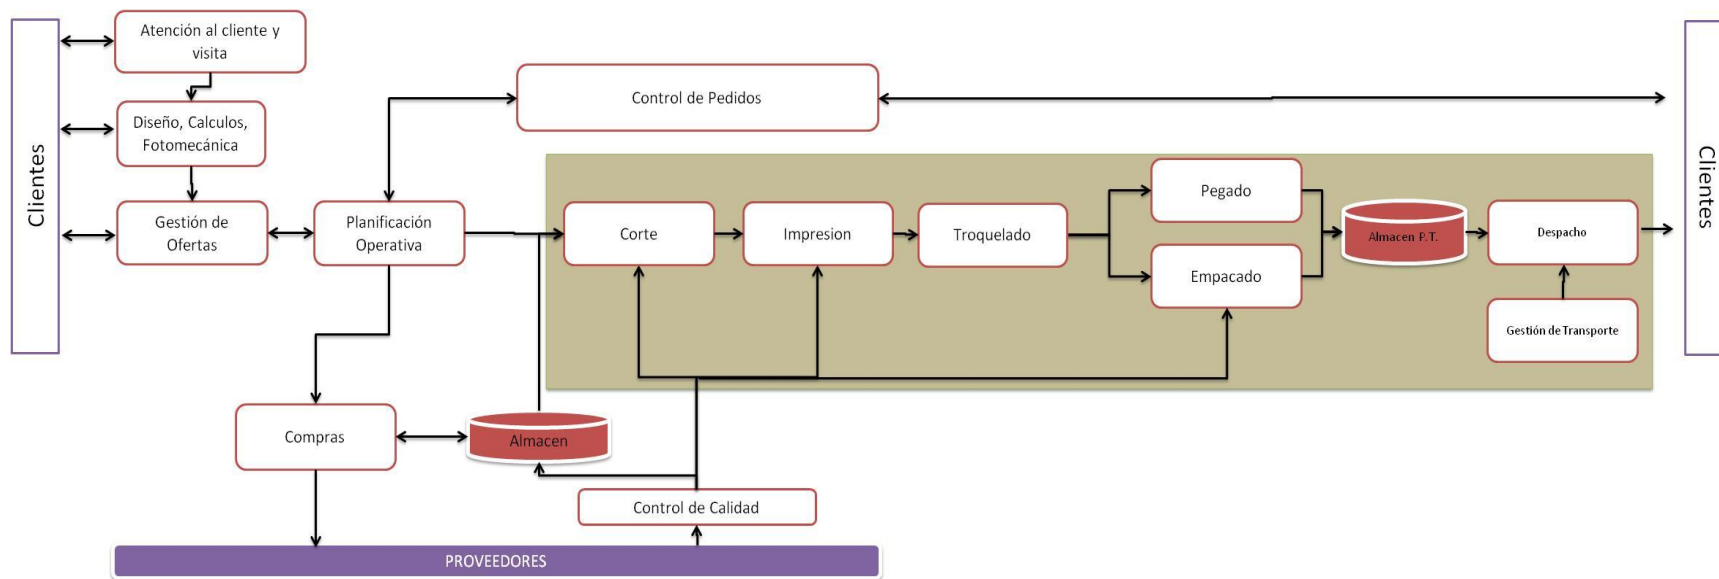 Clientes
Atención al cliente y
visita
Diseño, Calculos,
Fotomecánica
Gestión de
Ofertas
Planificación
Operativa
Control de Pedidos
Corte
Impresion
Troquelado
Pegado
Empacado
Almacen P.T.
Despacho
Gestión de Transporte
Clientes
Compras
Almacen
Control de Calidad
PROVEEDORES